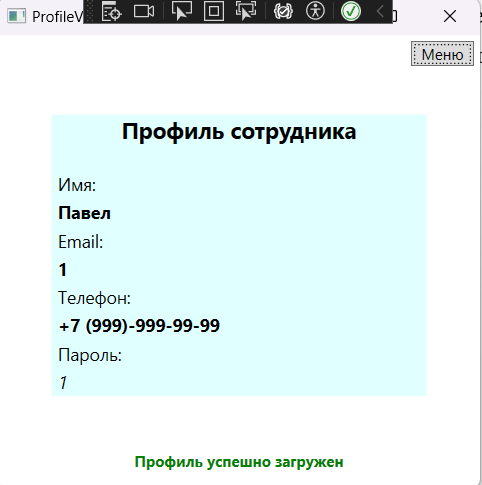 ProfileV
Меню
Профиль сотрудника
Имя:
Павел
Email:
1
Телефон:
+7 (999)-999-99-99
Пароль:
1
Профиль успешно загружен